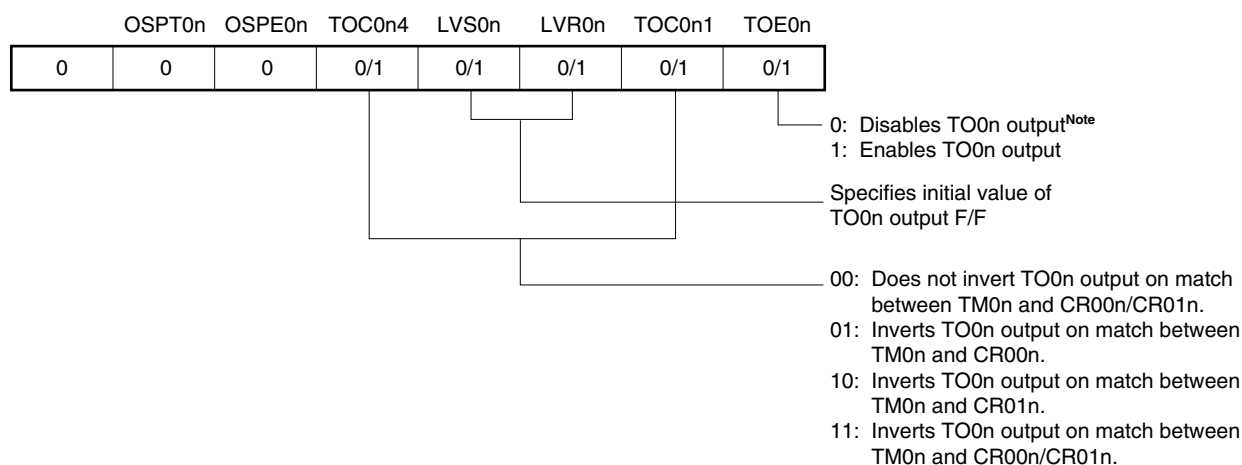 OSPT0n OSPE0n TOC0n4 LVS0n LVR0n TOC0n1 TOE0n
0 0 0 0/1 0/1 0/1 0/1 0/1
0: Disables TO0n output Note
1: Enables TO0n output
Specifies initial value of
TO0n output F/F
00: Does not invert TO0n output on match
between TM0n and CR00n/CR01n.
01: Inverts TO0n output on match between
TM0n and CR00n.
10: Inverts TO0n output on match between
TM0n and CR01n.
11: Inverts TO0n output on match between
TM0n and CR00n/CR01n.